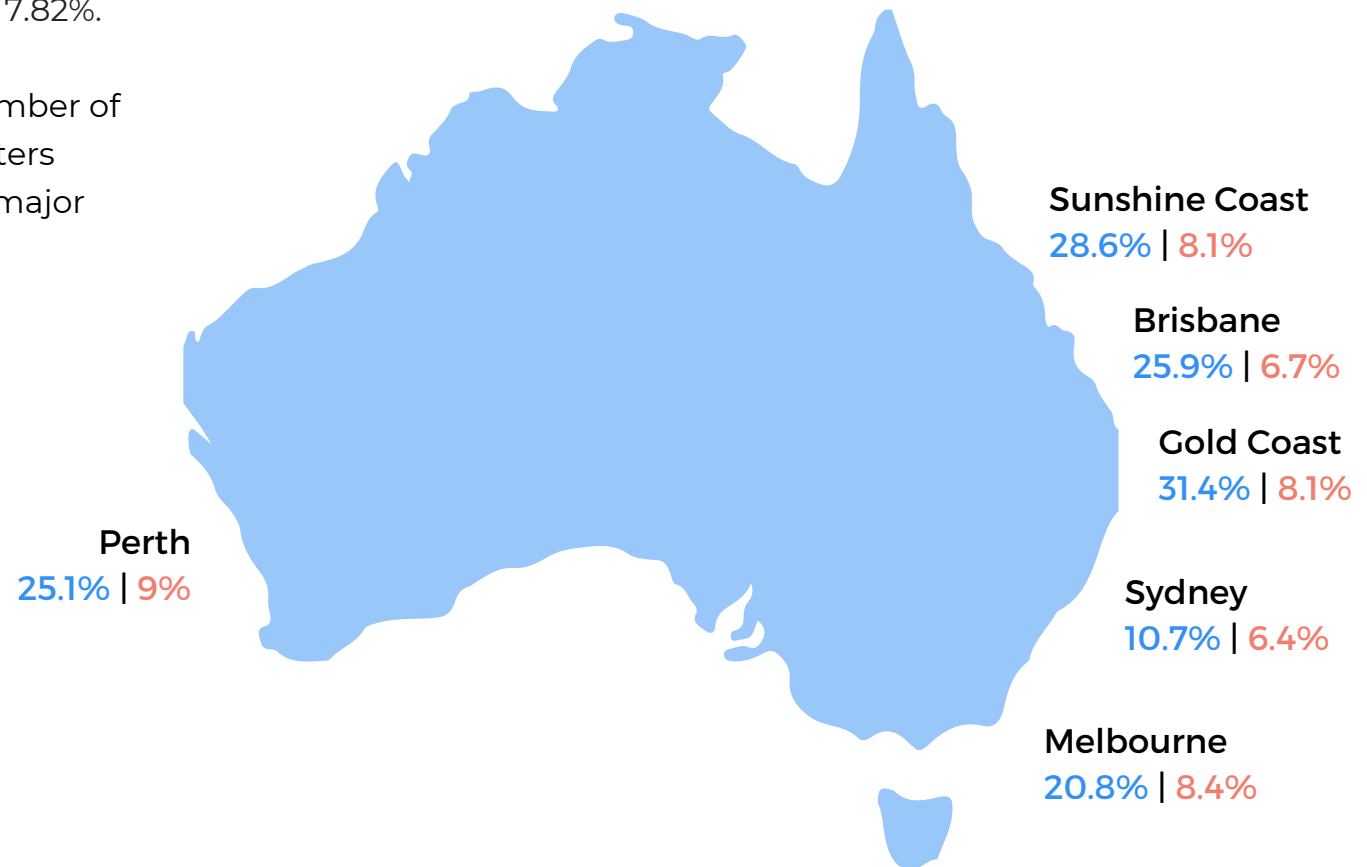 7.82%.
mber of
ters
major
Sunshine Coast
28.6% | 8.1%
Brisbane
25.9% | 6.7%
Gold Coast
31.4% | 8.1%
Perth
25.1% | 9%
Sydney
10.7% | 6.4%
Melbourne
20.8% | 8.4%